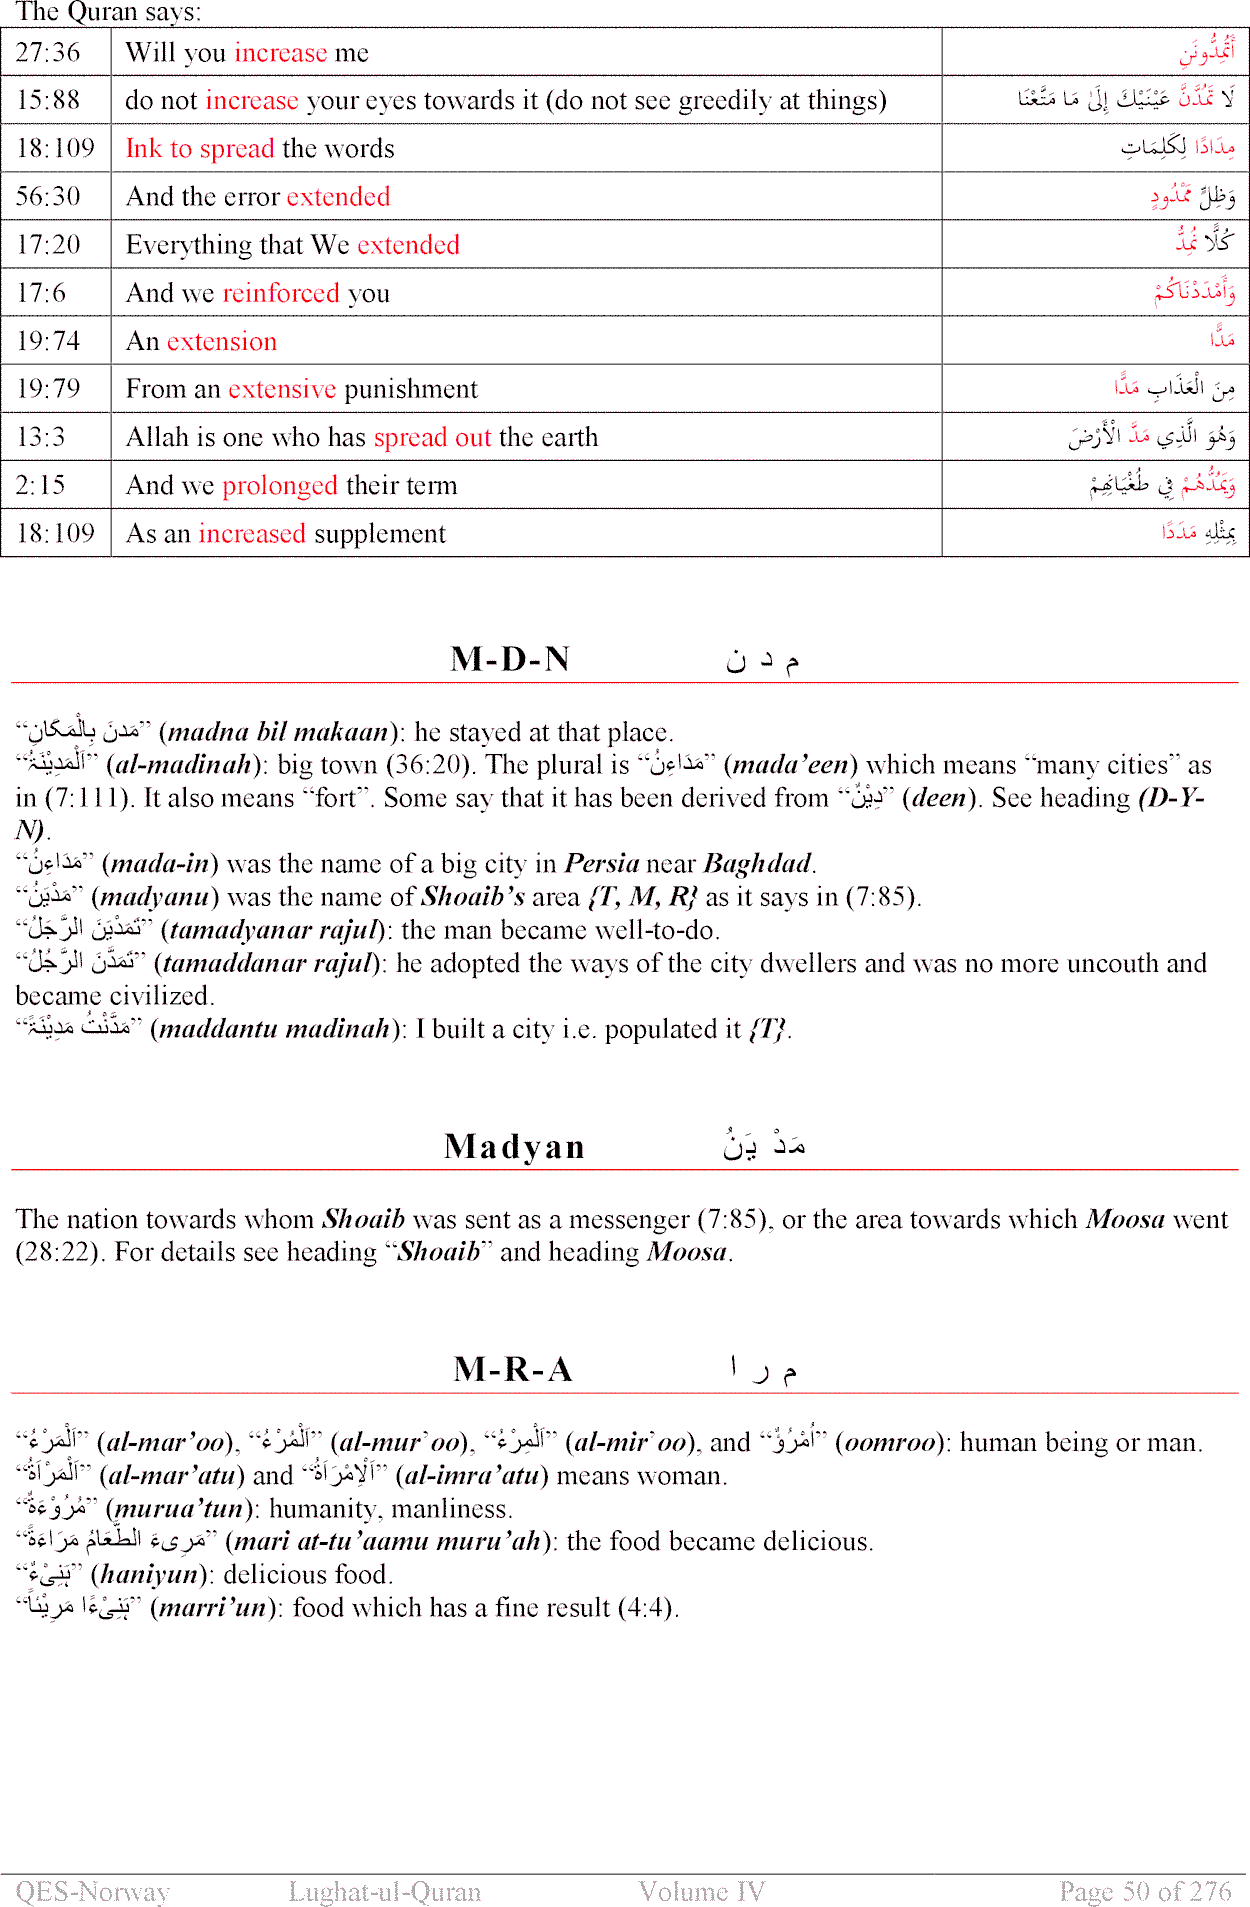 The Quran says:
27:36 Will you increase me أَتُمِدُّونَنِ
15:88 do not increase your eyes towards it (do not see greedily at things) لَا تَمُدَّنَّ عَيْنَيْكَ إِلَىٰ مَا مَتَّعْنَا
18:109 Ink to spread the words مِدَادًا لِكَلِمَاتِ
56:30 And the error extended وَظِلٍّ مَمْدُودٍ
17:20 Everything that We extended كُلًّا نُمِدُّ
17:6 And we reinforced you وَأَمْدَدْنَاكُمْ
19:74 An extension مَدًّا
19:79 From an extensive punishment مِنَ الْعَذَابِ مَدًّا
13:3 Allah is one who has spread out the earth وَهُوَ الَّذِي مَدَّ الْأَرْضَ
2:15 And we prolonged their term وَيَمُدُّهُمْ فِي طُغْيَانِهِمْ
18:109 As an increased supplement بِمِثْلِهِ مَدَدًا
M-D-N م د ن
“مَدنَ بِالْمَكَانِ” (madna bil makaan): he stayed at that place.
“اَلْمَدِيْنَۃُ” (al-madinah): big town (36:20). The plural is “مَدَاءِنُ” (mada’een) which means “many cities” as
in (7:111). It also means “fort”. Some say that it has been derived from “دِيْنٌ” (deen). See heading (D-Y-
N).
“مَدَاءِنُ” (mada-in) was the name of a big city in Persia near Baghdad.
“مَدْيَنُ” (madyanu) was the name of Shoaib’s area {T, M, R} as it says in (7:85).
“تَمَدْيَنَ الرَّجَلُ” (tamadyanar rajul): the man became well-to-do.
“تَمَدَّنَ الرَّجُلُ” (tamaddanar rajul): he adopted the ways of the city dwellers and was no more uncouth and
became civilized.
“مَدَّنْتُ مَدِيْنَۃً” (maddantu madinah): I built a city i.e. populated it {T}.
Madyan مَدْ يَنُ
The nation towards whom Shoaib was sent as a messenger (7:85), or the area towards which Moosa went
(28:22). For details see heading “Shoaib” and heading Moosa.
M-R-A م ر ا
“اَلْمَرْءُ” (al-mar’oo), “اَلْمُرْءُ” (al-mur’oo), “اَلْمِرْءُ” (al-mir’oo), and “اُمْرُؤٌ” (oomroo): human being or man.
“اَلْمَرْاَۃُ” (al-mar’atu) and “اَلْاِمْرَاَۃُ” (al-imra’atu) means woman.
“مُرُوْءَۃٌ” (murua’tun): humanity, manliness.
“مَرِیءَ الطَّعَامُ مَرَاءَۃً” (mari at-tu’aamu muru’ah): the food became delicious.
“ہَنِیْءٌ” (haniyun): delicious food.
“ہَنِیْءًا مَرِيْئاً” (marri’un): food which has a fine result (4:4).
QES-Norway Lughat-ul-Quran Volume IV Page 50 of 276